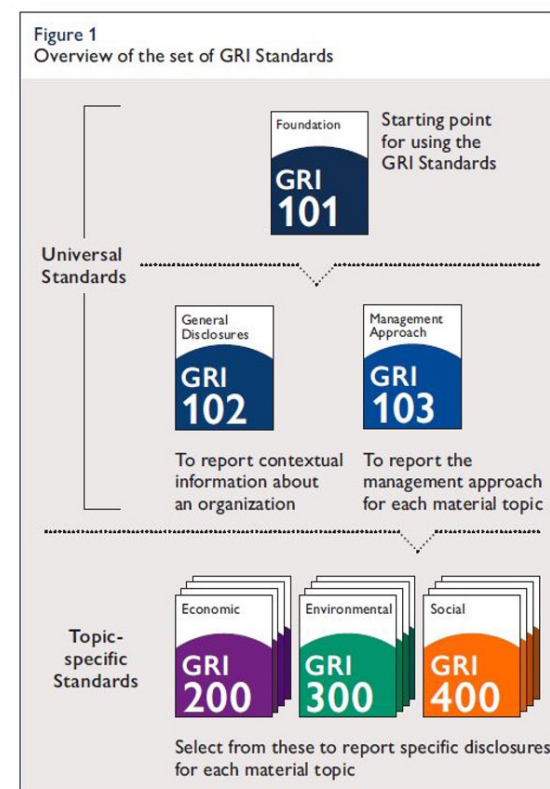 Figure 1
Overview of the set of GRI Standards
Foundation
GRI
101
Starting point
for using the
GRI Standards
Universal
Standards
General
Disclosures
GRI
102
Management
Approach
GRI
103
To report contextual
information about
an organization
To report the
management approach
for each material topic
Topic-
specific
Standards
Economic
GRI
200
Environmental
GRI
300
Social
GRI
400
Select from these to report specific disclosures
for each material topic